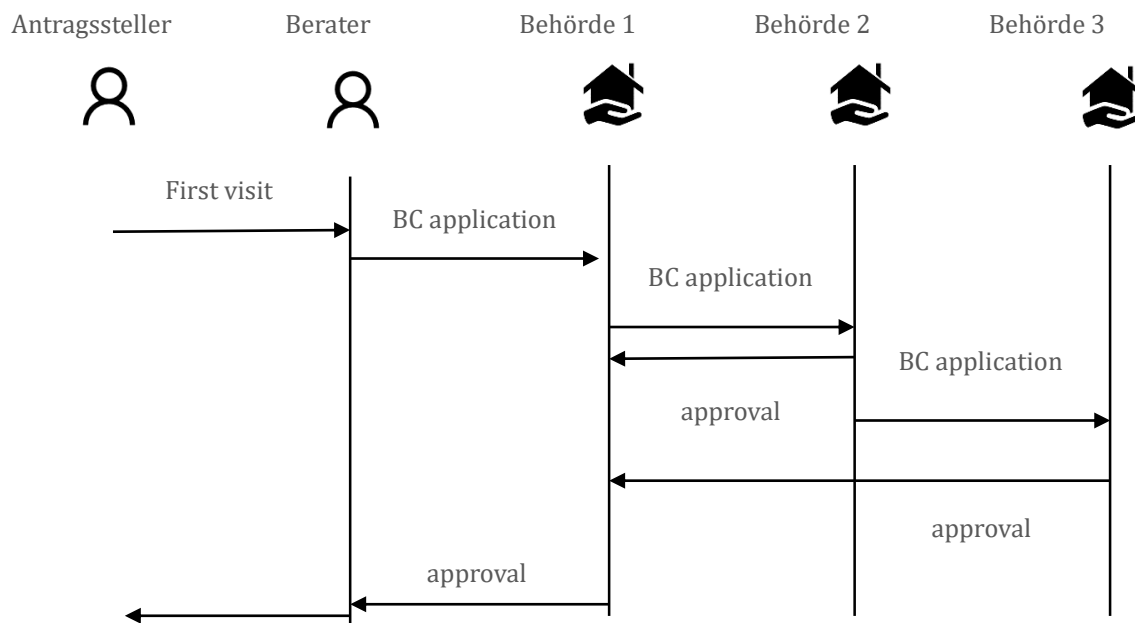 Antragssteller
Berater
Behörde 1
Behörde 2
Behörde 3
First visit
BC application
BC application
BC application
approval
approval
approval